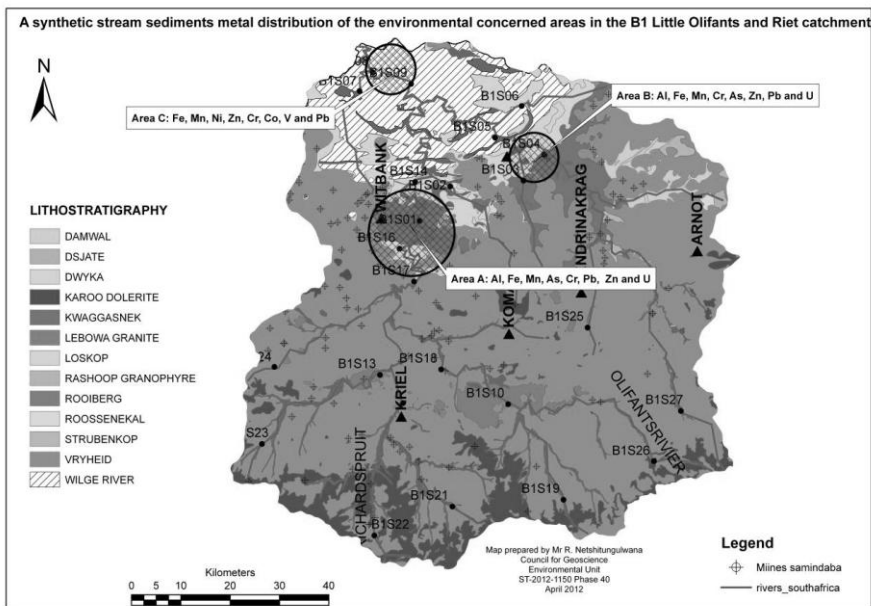 A synthetic stream sediments metal distribution of the environmental concerned areas in the B1 Little Olifants and Riet catchment
N
B1S09
B1S07
B1S06
Area B: Al, Fe, Mn, Cr, As, Zn, Pb and U
Area C: Fe, Mn, Ni, Zn, Cr, Co, V and Pb
B1S05
B1S04
B1S03
B1S14
B1S02
WITBANK
B1S01
B1S16
B1S17
NDRINAKRAG
ARNOT
Area A: Al, Fe, Mn, As, Cr, Pb, Zn and U
LITHOSTRATIGRAPHY
DAMWAL
DSJATE
DWYKA
KAROO DOLERITE
KWAGGASNEK
LEBOWA GRANITE
LOSKOP
RASHOOP GRANOPHYRE
ROOIBERG
ROOSSENEKAL
STRUBENKOP
VRYHEID
WILGE RIVER
KOMA
B1S25
24
B1S13
B1S18
KRIEL
B1S10
OLIFANTSRIVIER
B1S27
S23
B1S26
CHARDSPRUIT
B1S21
B1S19
B1S22
Kilometers
0 5 10 20 30 40
Map prepared by Mr R. Netshitungulwana
Council for Geoscience
Environmental Unit
ST-2012-1150 Phase 40
April 2012
Legend
Miines samindaba
rivers_southafrica